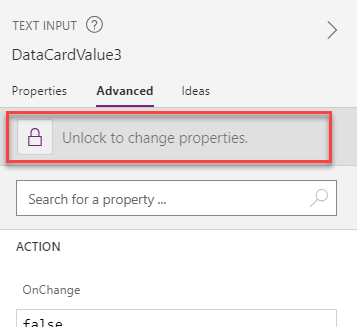 TEXT INPUT ?
DataCardValue3
Properties Advanced Ideas
Unlock to change properties.
Search for a property ...
ACTION
OnChange
false